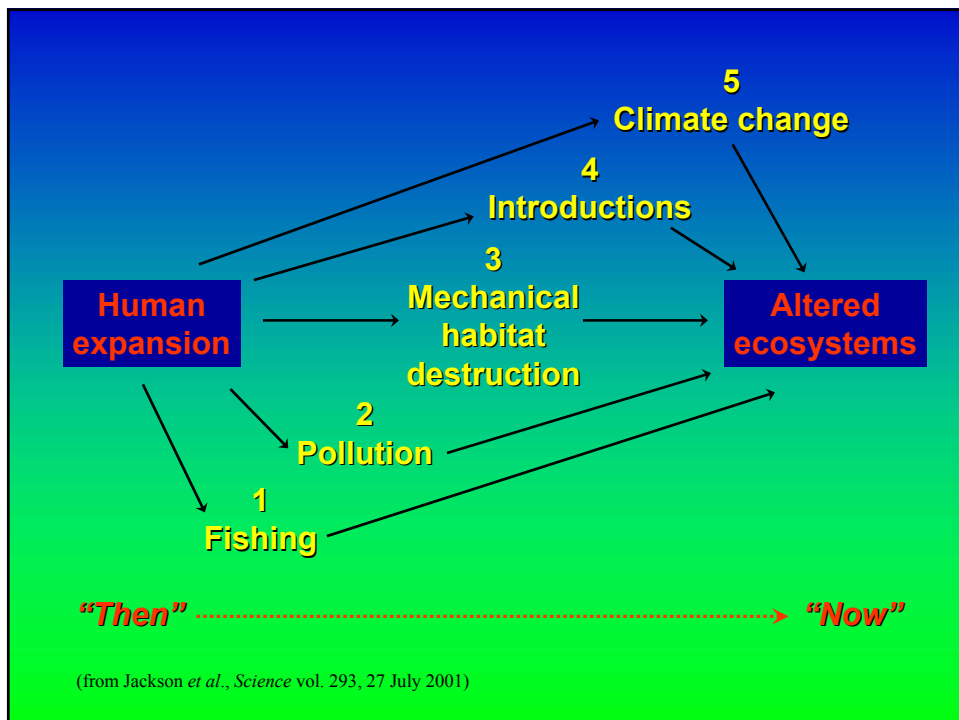 5
Climate change
4
Introductions
3
Mechanical
habitat
destruction
Human
expansion
Altered
ecosystems
2
Pollution
1
Fishing
“Then”
“Now”
(from Jackson et al., Science vol. 293, 27 July 2001)